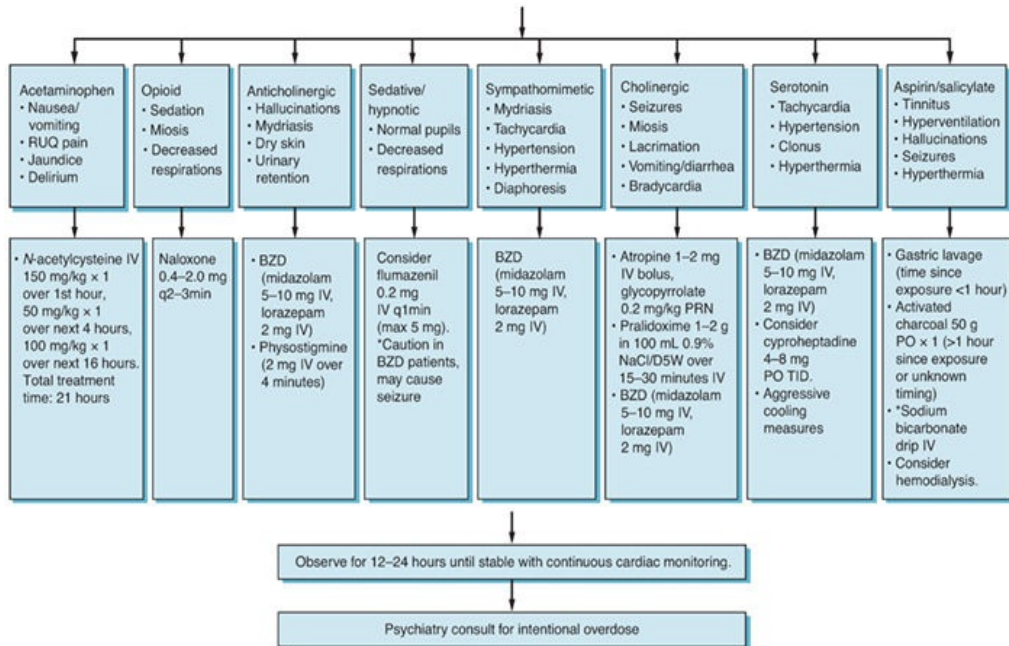 Acetaminophen
• Nausea/
vomiting
• RUQ pain
• Jaundice
• Delirium
Opioid
• Sedation
• Miosis
• Decreased
respirations
Anticholinergic
• Hallucinations
• Mydriasis
• Dry skin
• Urinary
retention
Sedative/
hypnotic
• Normal pupils
• Decreased
respirations
Sympathomimetic
• Mydriasis
• Tachycardia
• Hypertension
• Hyperthermia
• Diaphoresis
Cholinergic
• Seizures
• Miosis
• Lacrimation
• Vomiting/diarrhea
• Bradycardia
Serotonin
• Tachycardia
• Hypertension
• Clonus
• Hyperthermia
Aspirin/salicylate
• Tinnitus
• Hyperventilation
• Hallucinations
• Seizures
• Hyperthermia
• N-acetylcysteine IV
150 mg/kg × 1
over 1st hour,
50 mg/kg × 1
over next 4 hours,
100 mg/kg × 1
over next 16 hours.
Total treatment
time: 21 hours
Naloxone
0.4–2.0 mg
q2–3min
• BZD
(midazolam
5–10 mg IV,
lorazepam
2 mg IV)
• Physostigmine
(2 mg IV over
4 minutes)
Consider
flumazenil
0.2 mg
IV q1min
(max 5 mg).
*Caution in
BZD patients,
may cause
seizure
BZD
(midazolam
5–10 mg IV,
lorazepam
2 mg IV)
• Atropine 1–2 mg
IV bolus,
glycopyrrolate
0.2 mg/kg PRN
• Pralidoxime 1–2 g
in 100 mL 0.9%
NaCl/D5W over
15–30 minutes IV
• BZD (midazolam
5–10 mg IV,
lorazepam
2 mg IV)
• BZD (midazolam
5–10 mg IV,
lorazepam
2 mg IV)
• Consider
cyproheptadine
4–8 mg
PO TID.
• Aggressive
cooling
measures
• Gastric lavage
(time since
exposure <1 hour)
• Activated
charcoal 50 g
PO × 1 (>1 hour
since exposure
or unknown
timing)
• *Sodium
bicarbonate
drip IV
• Consider
hemodialysis.
Observe for 12–24 hours until stable with continuous cardiac monitoring.
Psychiatry consult for intentional overdose